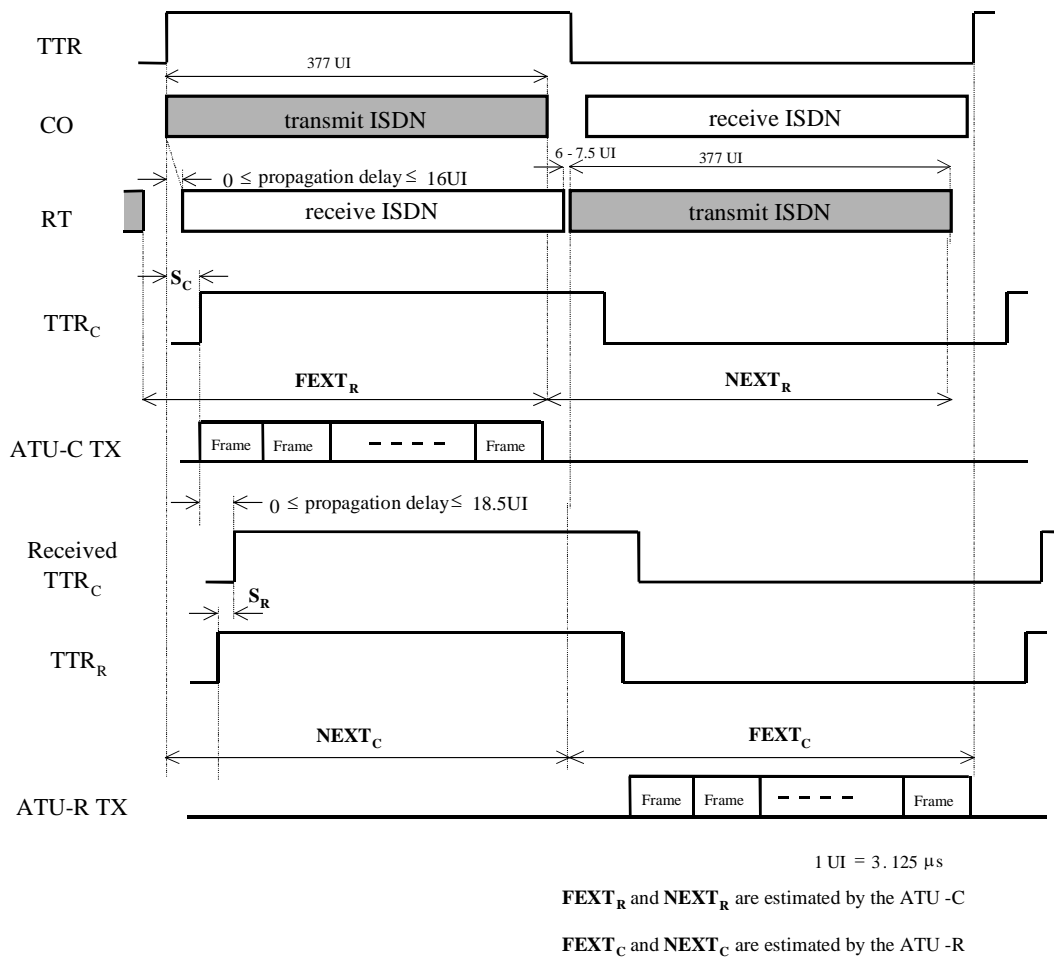 TTR
377 UI
CO
transmit ISDN
receive ISDN
6 - 7.5 UI
377 UI
0 ≤ propagation delay ≤ 16UI
RT
receive ISDN
transmit ISDN
S_C
TTR_C
FEXT_R
NEXT_R
ATU-C TX
Frame Frame Frame
0 ≤ propagation delay ≤ 18.5UI
Received
TTR_C
S_R
TTR_R
NEXT_C
FEXT_C
ATU-R TX
Frame Frame Frame
1 UI = 3.125 μs
FEXT_R and NEXT_R are estimated by the ATU -C
FEXT_C and NEXT_C are estimated by the ATU -R